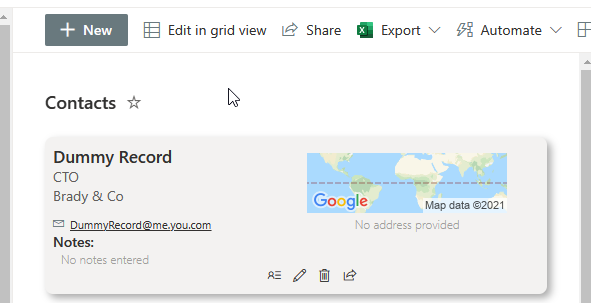 New Edit in grid view Share Export Automate
Contacts
Dummy Record
CTO
Brady & Co
DummyRecord@me.you.com
Notes:
No notes entered
Google
Map data ©2021
No address provided